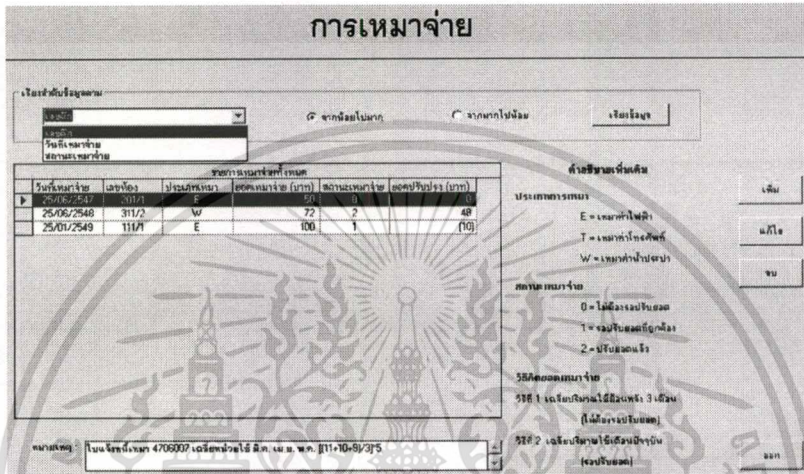 การเหมาจ่าย
เรียงลำดับข้อมูลตาม
เลขตึก
จากน้อยไปมาก
จากมากไปน้อย
เรียงข้อมูล
เลขตึก
วันที่เหมาจ่าย
สถานะเหมาจ่าย
รายการเหมาจ่ายทั้งหมด
วันที่เหมาจ่าย เลขห้อง ประเภทเหมา ยอดเหมาจ่าย (บาท) สถานะเหมาจ่าย ยอดปรับปรุง (บาท)
25/06/2547 201/1 E 50 0 0
25/06/2548 311/2 W 72 2 48
25/01/2549 111/1 E 100 1 (10)
คำอธิบายเพิ่มเติม
ประเภทการเหมา
E = เหมาค่าไฟฟ้า
T = เหมาค่าโทรศัพท์
W = เหมาค่าน้ำประปา
สถานะเหมาจ่าย
0 = ไม่ต้องรอปรับยอด
1 = รอปรับยอดที่ถูกต้อง
2 = ปรับยอดแล้ว
วิธีคิดยอดเหมาจ่าย
วิธีที่ 1 เฉลี่ยปริมาณใช้ย้อนหลัง 3 เดือน
(ไม่ต้องรอปรับยอด)
วิธีที่ 2 เฉลี่ยปริมาณใช้เดือนปัจจุบัน
(รอปรับยอด)
เพิ่ม
แก้ไข
ลบ
ออก
หมายเหตุ : ใบแจ้งหนี้เหมา 4706007 เฉลี่ยหน่วยใช้ มี.ค. เม.ย. พ.ค. [(11+10+9)/3]*5